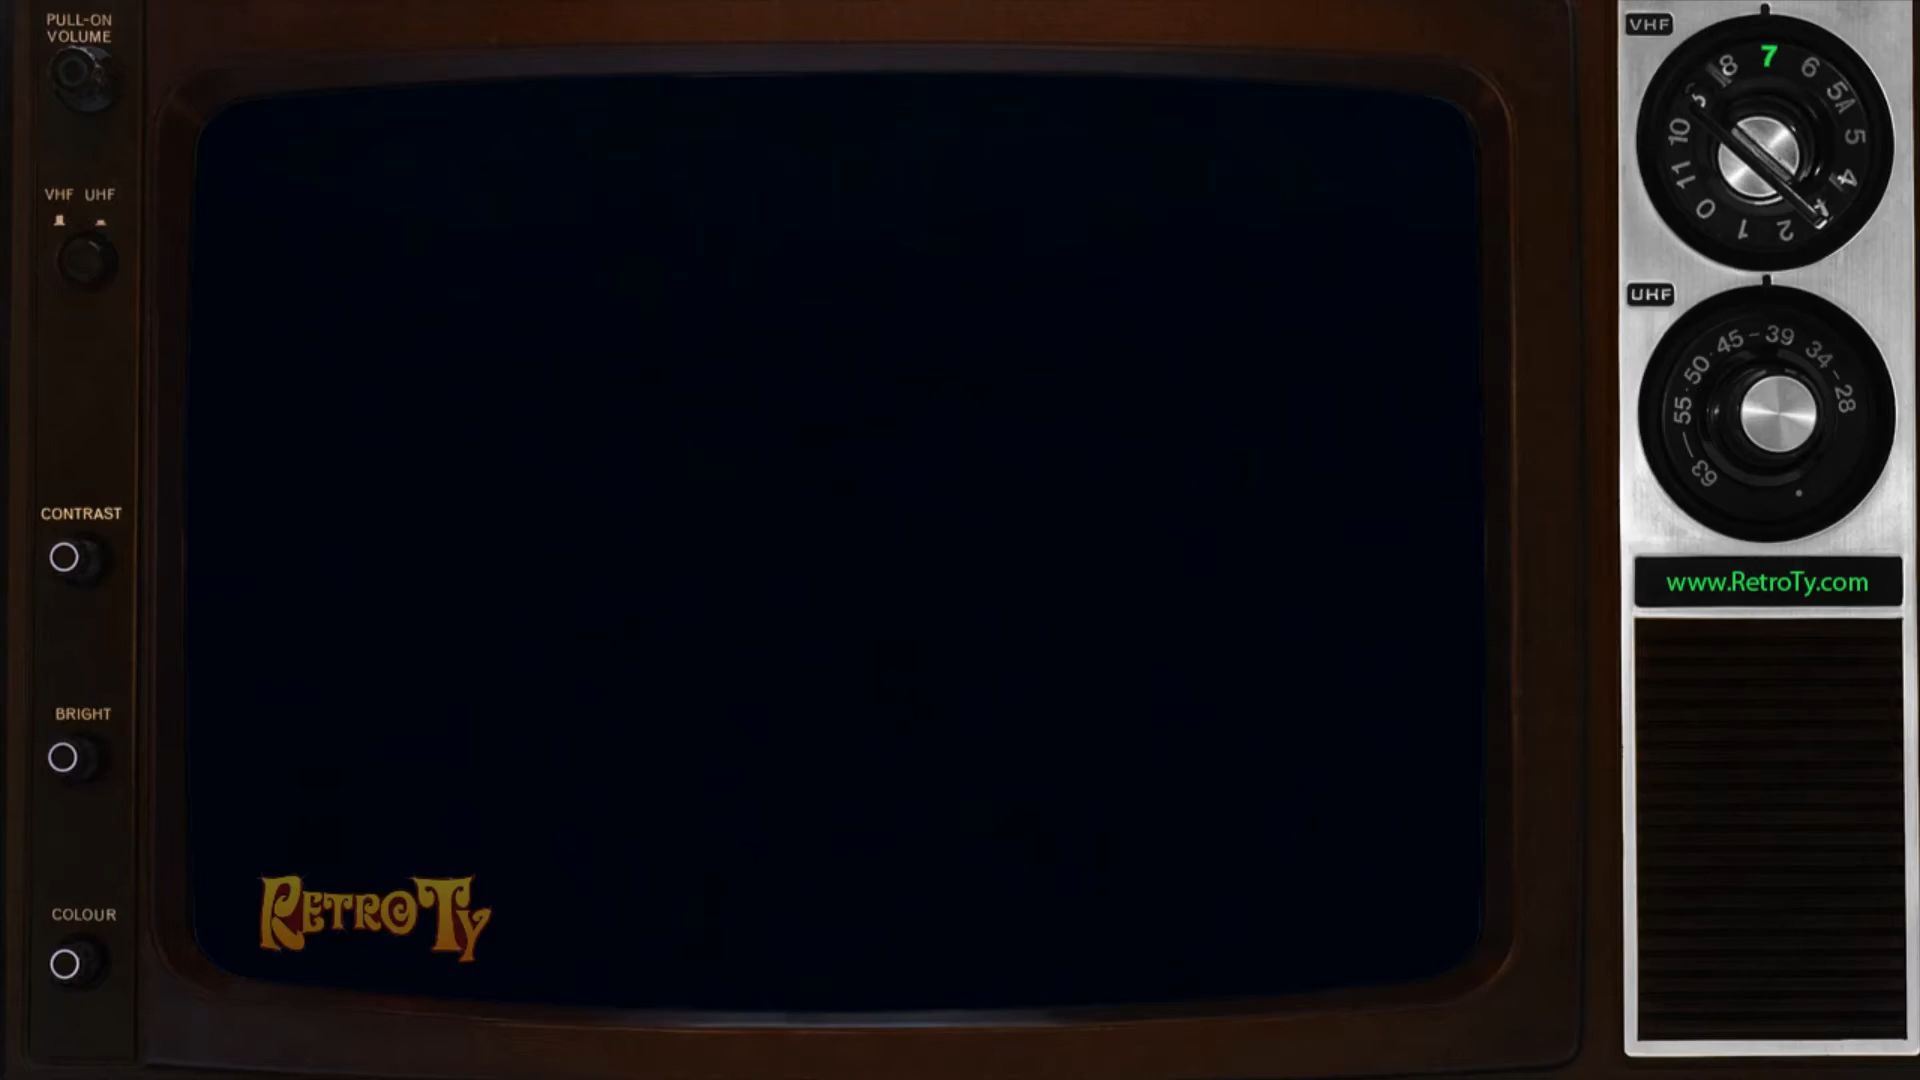 PULL-ON
VOLUME
VHF UHF
CONTRAST
BRIGHT
COLOUR
RETROTY
VHF
7
6
5A
5
4
2
1
0
11
10
8
UHF
63 — 55 · 50 · 45 - 39 34 - 28
www.RetroTy.com